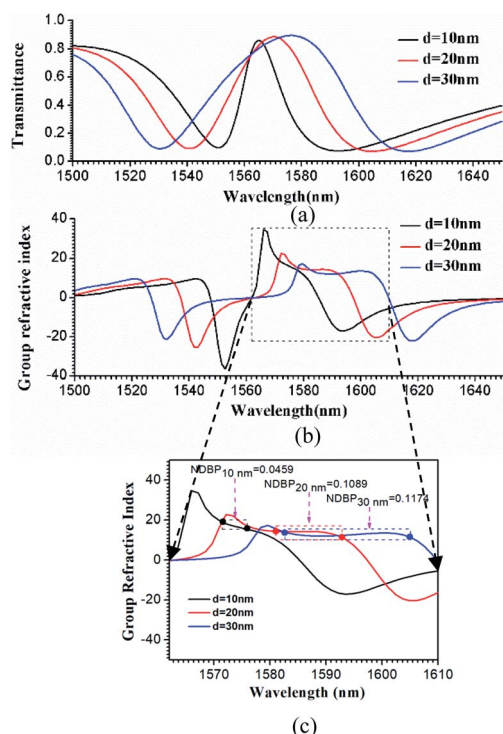 Transmittance
1.0
0.8
0.6
0.4
0.2
0.0
d=10nm
d=20nm
d=30nm
1500 1520 1540 1560 1580 1600 1620 1640
Wavelength(nm)
(a)
Group refractive index
40
20
0
-20
-40
d=10nm
d=20nm
d=30nm
1500 1520 1540 1560 1580 1600 1620 1640
Wavelength(nm)
(b)
Group Refractive Index
40
20
0
-20
-40
NDBP10 nm=0.0459
NDBP20 nm=0.1089
NDBP30 nm=0.1174
d=10nm
d=20nm
d=30nm
1570 1580 1590 1600 1610
Wavelength (nm)
(c)